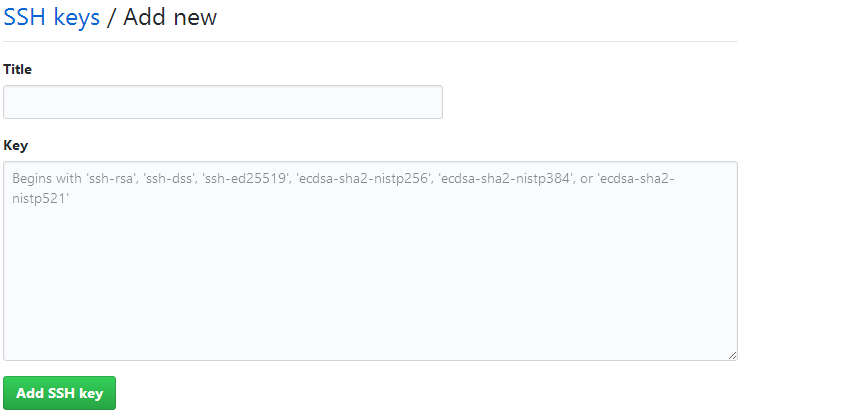 SSH keys / Add new
Title
Key
Begins with 'ssh-rsa', 'ssh-dss', 'ssh-ed25519', 'ecdsa-sha2-nistp256', 'ecdsa-sha2-nistp384', or 'ecdsa-sha2-
nistp521'
Add SSH key